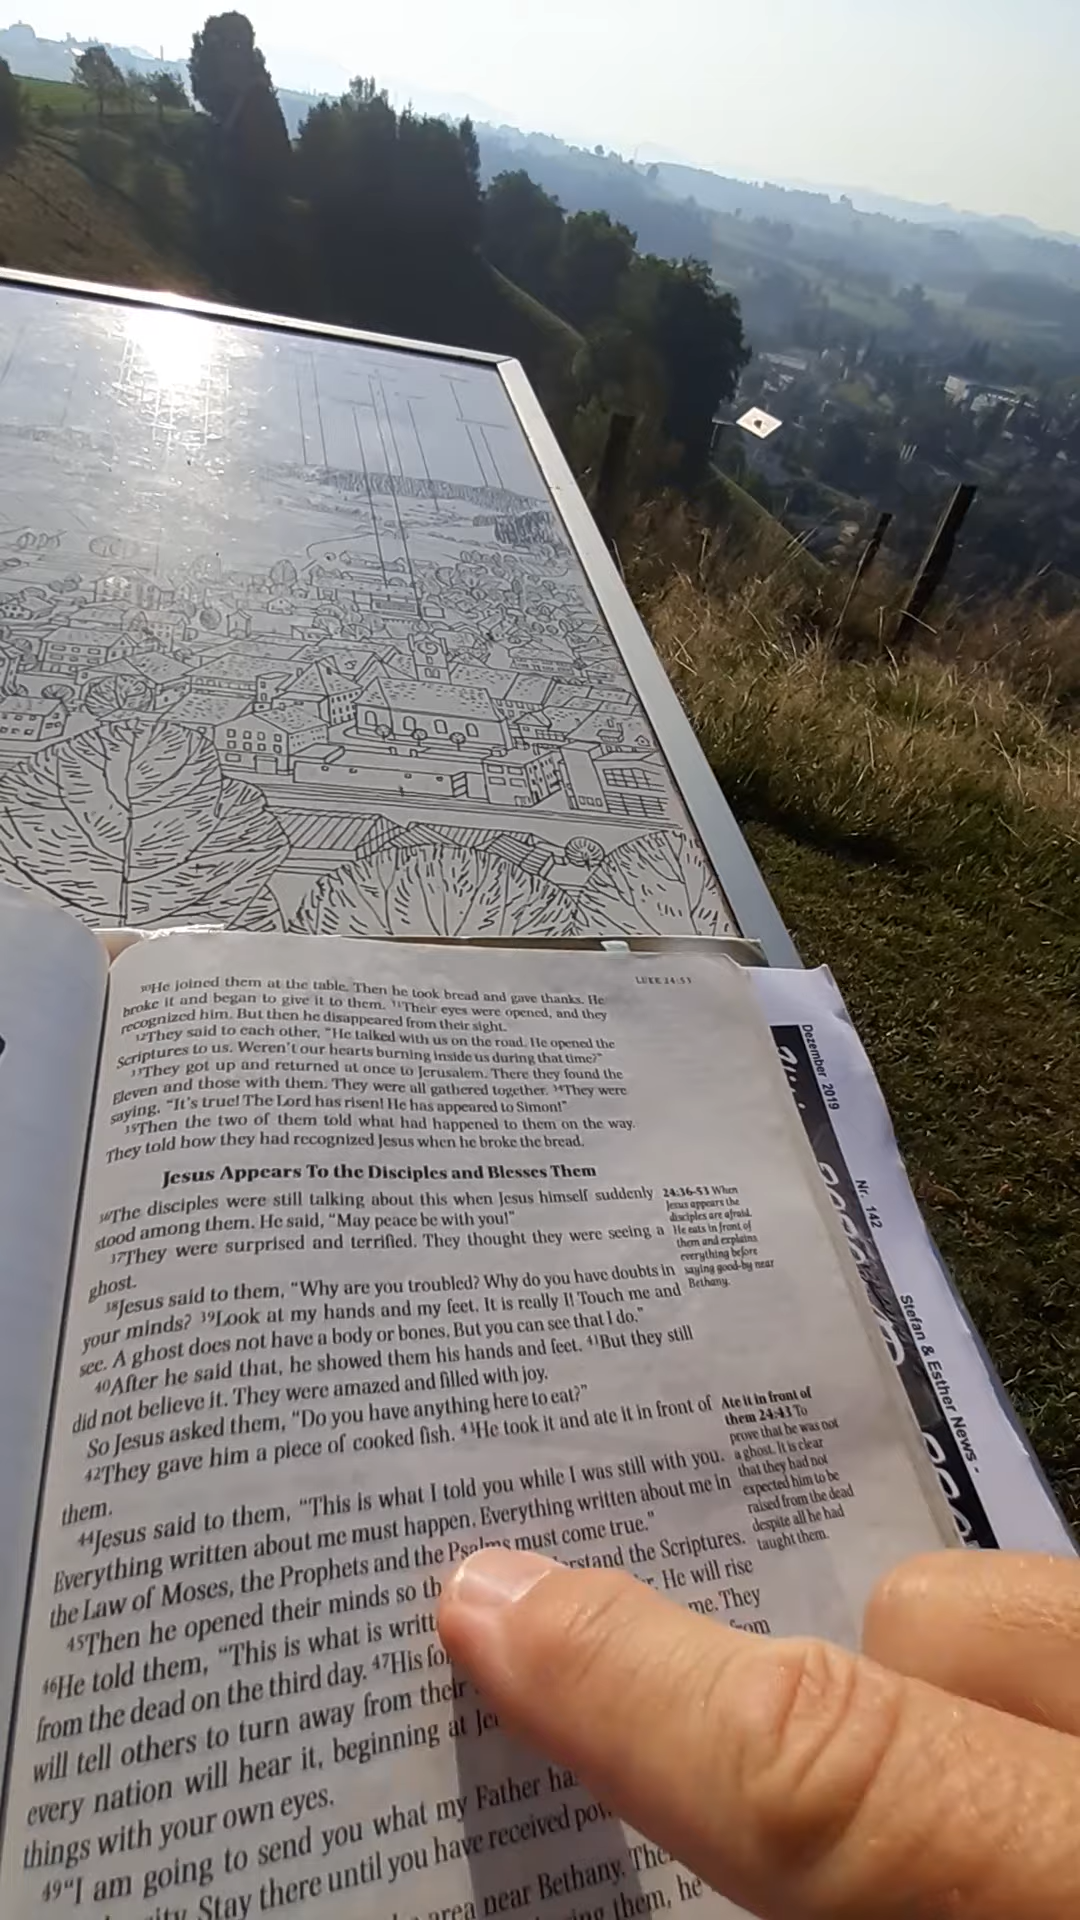 LUKE 24:53
30He joined them at the table. Then he took bread and gave thanks. He
broke it and began to give it to them. 31Their eyes were opened, and they
recognized him. But then he disappeared from their sight.
32They said to each other, “He talked with us on the road. He opened the
Scriptures to us. Weren't our hearts burning inside us during that time?”
33They got up and returned at once to Jerusalem. There they found the
Eleven and those with them. They were all gathered together. 34They were
saying, “It's true! The Lord has risen! He has appeared to Simon!”
35Then the two of them told what had happened to them on the way.
They told how they had recognized Jesus when he broke the bread.
Jesus Appears To the Disciples and Blesses Them
36The disciples were still talking about this when Jesus himself suddenly
stood among them. He said, “May peace be with you!”
37They were surprised and terrified. They thought they were seeing a
ghost.
38Jesus said to them, “Why are you troubled? Why do you have doubts in
your minds? 39Look at my hands and my feet. It is really I! Touch me and
see. A ghost does not have a body or bones. But you can see that I do.”
40After he said that, he showed them his hands and feet. 41But they still
did not believe it. They were amazed and filled with joy.
So Jesus asked them, “Do you have anything here to eat?”
42They gave him a piece of cooked fish. 43He took it and ate it in front of
them.
44Jesus said to them, “This is what I told you while I was still with you.
Everything written about me must happen. Everything written about me in
the Law of Moses, the Prophets and the Psalms must come true.”
45Then he opened their minds so the Scriptures.
46He told them, “This is what is He will rise
from the dead on the third day. 47His me. They
will tell others to turn away from their from
every nation will hear it, beginning at
things with your own eyes.
49“I am going to send you what my Father
Stay there until you have received
area near Bethany.
them, he
24:36-53 When
Jesus appears the
disciples are afraid.
He eats in front of
them and explains
everything before
saying good-by near
Bethany.
Ate it in front of
them 24:43 To
prove that he was not
a ghost. It is clear
that they had not
expected him to be
raised from the dead
despite all he had
taught them.
Dezember 2019
Nr. 142
Stefan & Esther News -